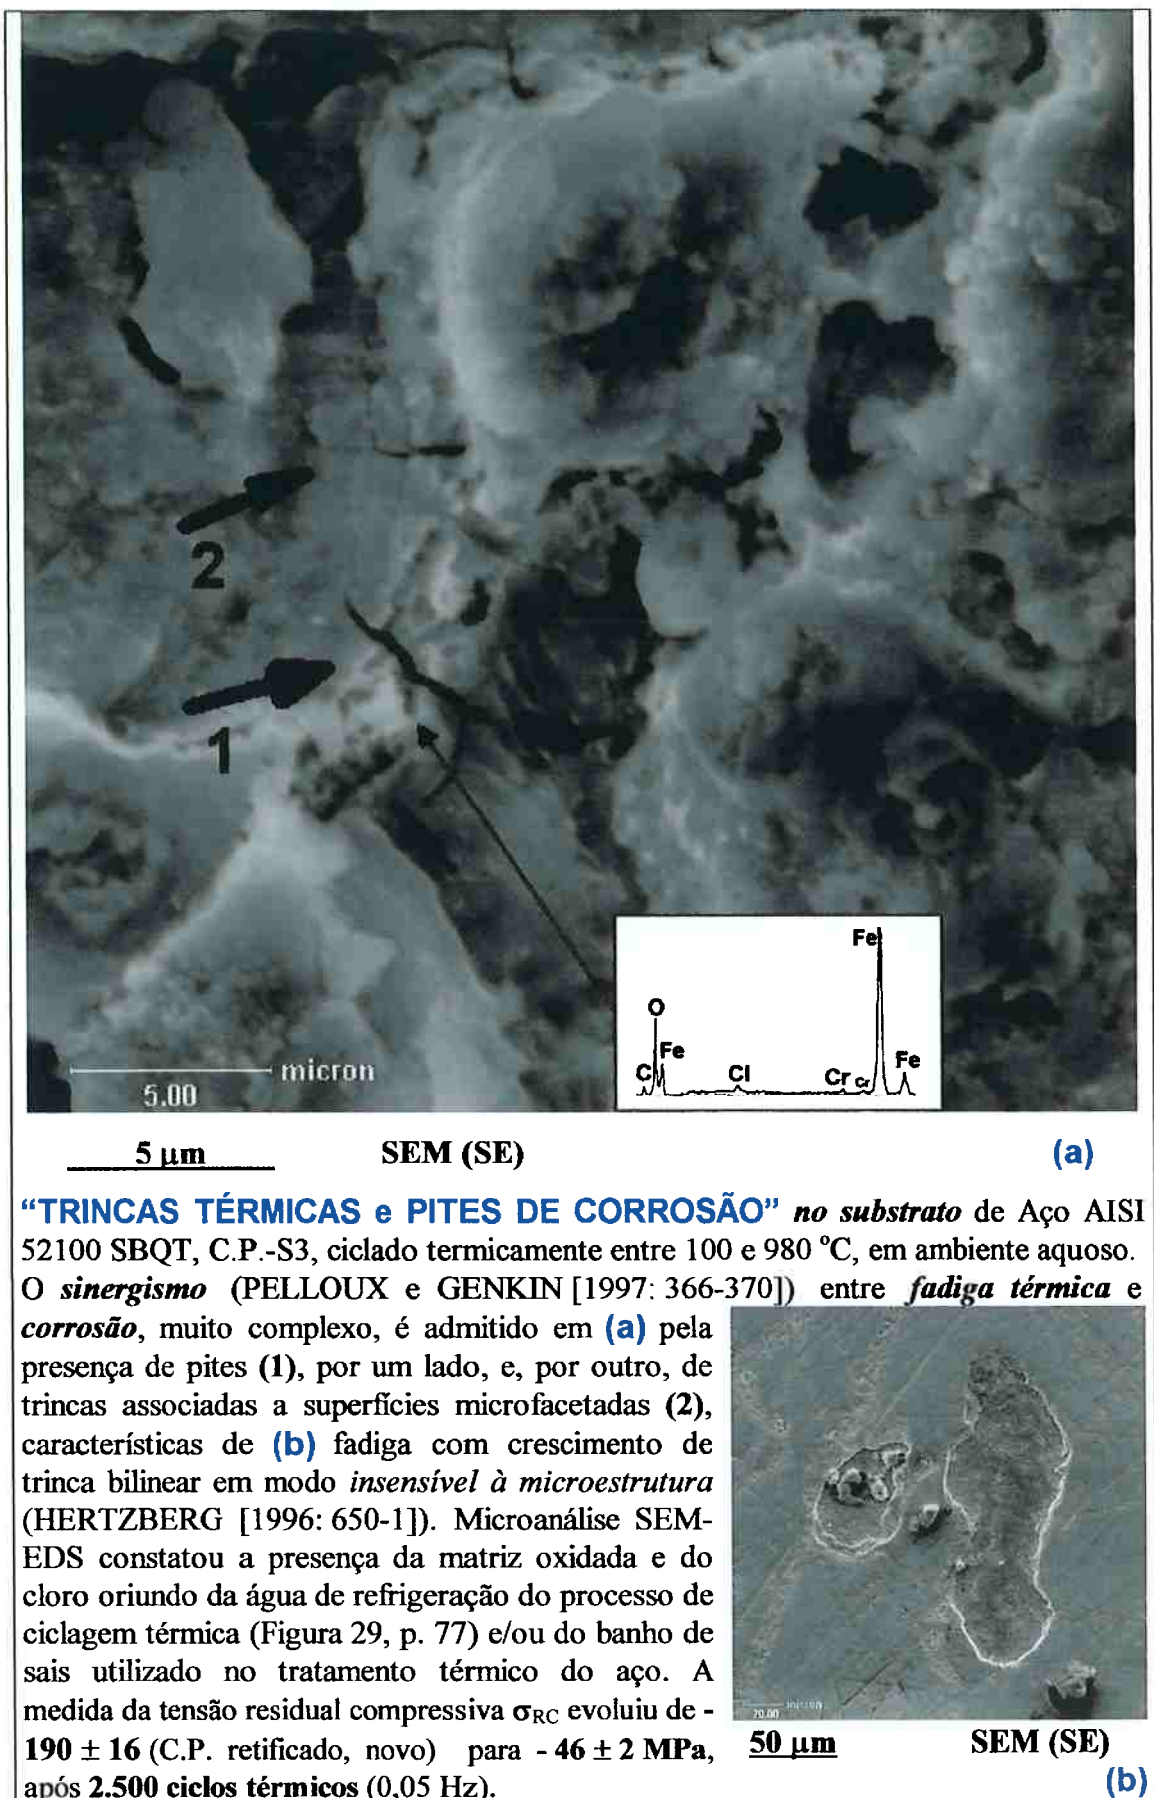 2
1
Fe
O
Fe
C
Cl
Cr
Cr
Fe
micron
5.00
5 µm SEM (SE) (a)
“TRINCAS TÉRMICAS e PITES DE CORROSÃO” no substrato de Aço AISI
52100 SBQT, C.P.-S3, ciclado termicamente entre 100 e 980 ºC, em ambiente aquoso.
O sinergismo (PELLOUX e GENKIN [1997: 366-370]) entre fadiga térmica e
corrosão, muito complexo, é admitido em (a) pela
presença de pites (1), por um lado, e, por outro, de
trincas associadas a superfícies microfacetadas (2),
características de (b) fadiga com crescimento de
trinca bilinear em modo insensível à microestrutura
(HERTZBERG [1996: 650-1]). Microanálise SEM-
EDS constatou a presença da matriz oxidada e do
cloro oriundo da água de refrigeração do processo de
ciclagem térmica (Figura 29, p. 77) e/ou do banho de
sais utilizado no tratamento térmico do aço. A
medida da tensão residual compressiva σRC evoluiu de -
190 ± 16 (C.P. retificado, novo) para - 46 ± 2 MPa,
após 2.500 ciclos térmicos (0,05 Hz).
micron
20.00
50 µm SEM (SE)
(b)